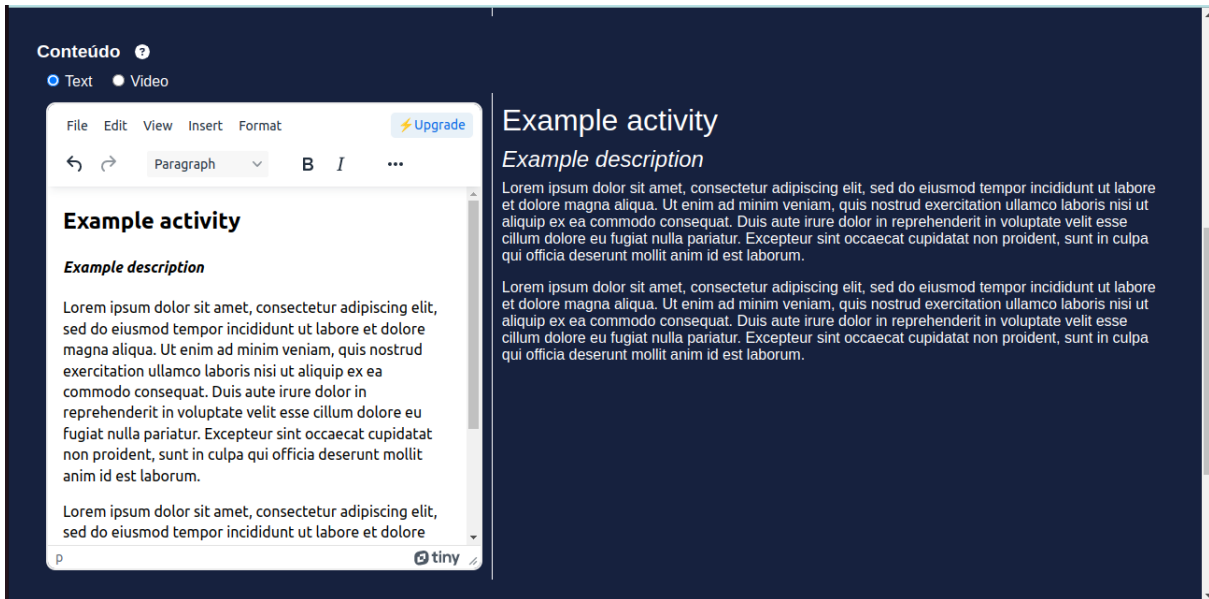 Conteúdo ?
Text Video
File Edit View Insert Format ⚡Upgrade
Paragraph B I ...
Example activity
Example description
Lorem ipsum dolor sit amet, consectetur adipiscing elit,
sed do eiusmod tempor incididunt ut labore et dolore
magna aliqua. Ut enim ad minim veniam, quis nostrud
exercitation ullamco laboris nisi ut aliquip ex ea
commodo consequat. Duis aute irure dolor in
reprehenderit in voluptate velit esse cillum dolore eu
fugiat nulla pariatur. Excepteur sint occaecat cupidatat
non proident, sunt in culpa qui officia deserunt mollit
anim id est laborum.
Lorem ipsum dolor sit amet, consectetur adipiscing elit,
sed do eiusmod tempor incididunt ut labore et dolore
p tiny
Example activity
Example description
Lorem ipsum dolor sit amet, consectetur adipiscing elit, sed do eiusmod tempor incididunt ut labore
et dolore magna aliqua. Ut enim ad minim veniam, quis nostrud exercitation ullamco laboris nisi ut
aliquip ex ea commodo consequat. Duis aute irure dolor in reprehenderit in voluptate velit esse
cillum dolore eu fugiat nulla pariatur. Excepteur sint occaecat cupidatat non proident, sunt in culpa
qui officia deserunt mollit anim id est laborum.
Lorem ipsum dolor sit amet, consectetur adipiscing elit, sed do eiusmod tempor incididunt ut labore
et dolore magna aliqua. Ut enim ad minim veniam, quis nostrud exercitation ullamco laboris nisi ut
aliquip ex ea commodo consequat. Duis aute irure dolor in reprehenderit in voluptate velit esse
cillum dolore eu fugiat nulla pariatur. Excepteur sint occaecat cupidatat non proident, sunt in culpa
qui officia deserunt mollit anim id est laborum.